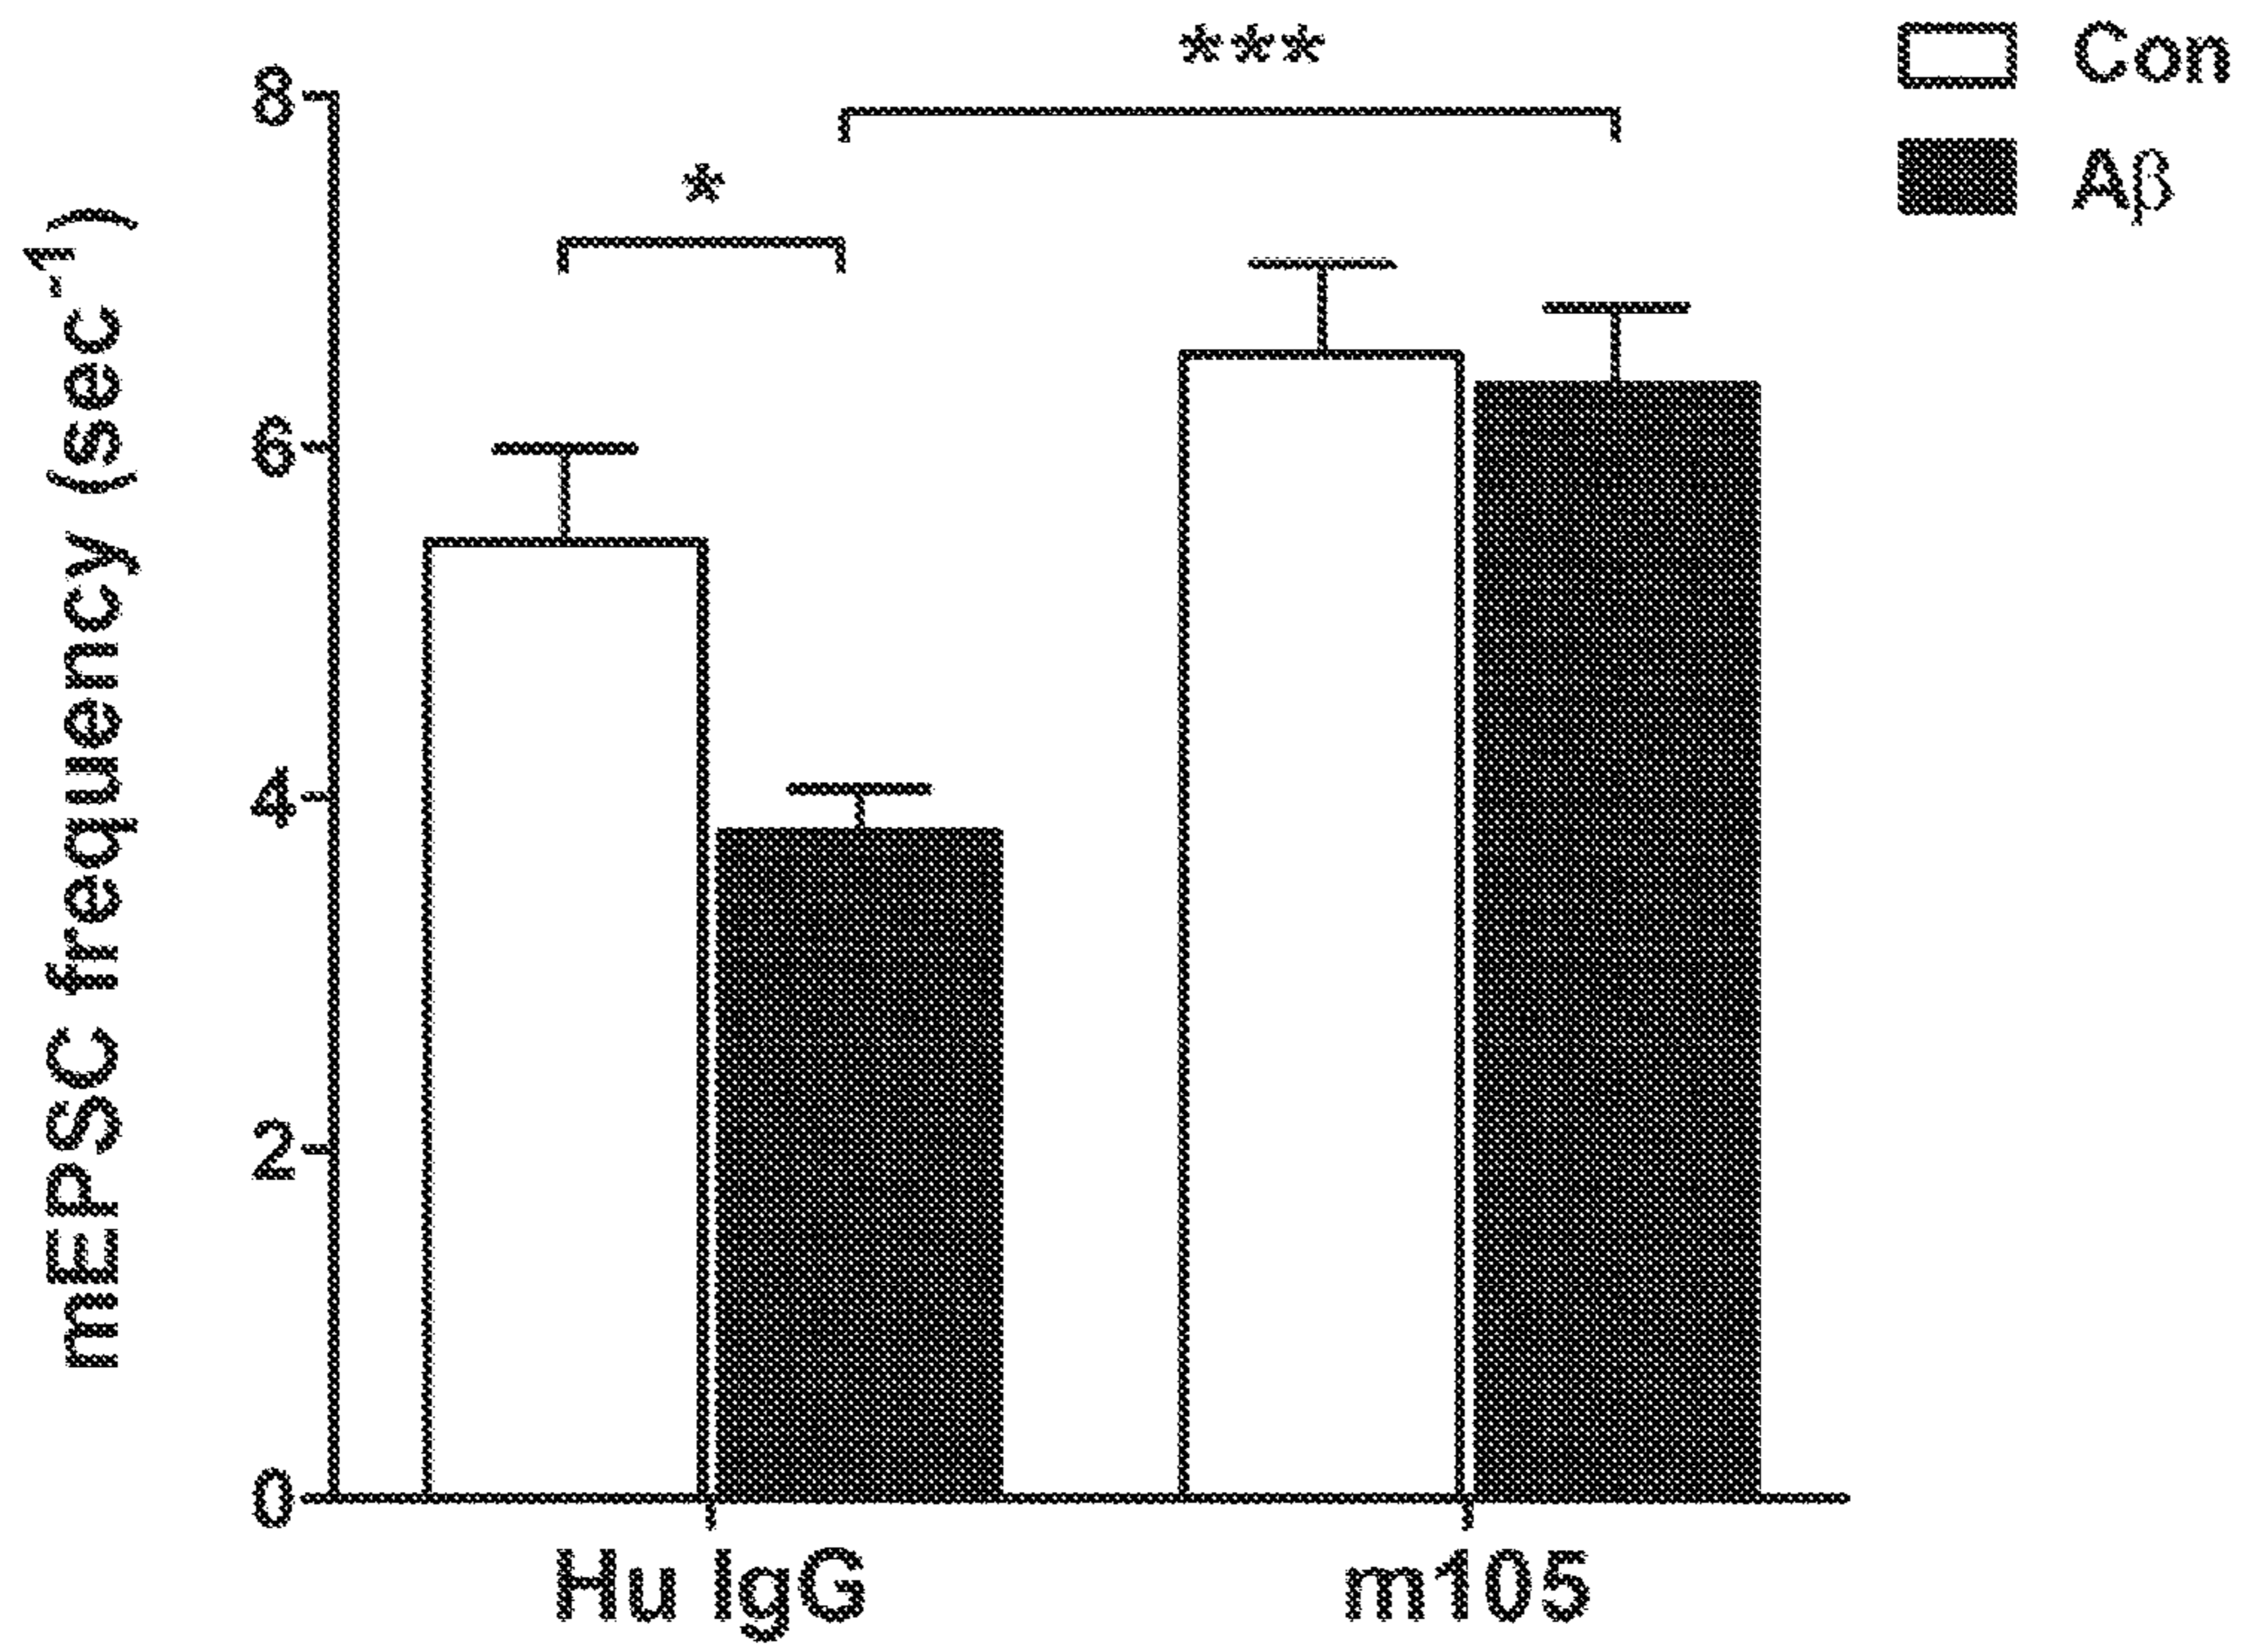 ***
*
Con
Aβ
mEPSC frequency (sec⁻¹)
8
6
4
2
0
Hu IgG
m105